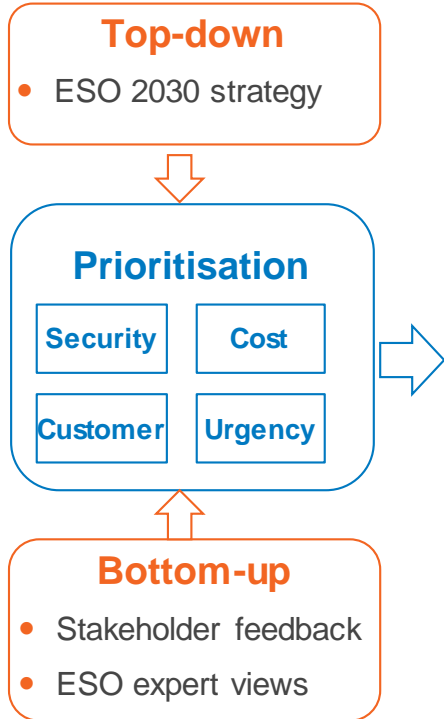 Top-down
• ESO 2030 strategy
Prioritisation
Security Cost
Customer Urgency
Bottom-up
• Stakeholder feedback
• ESO expert views